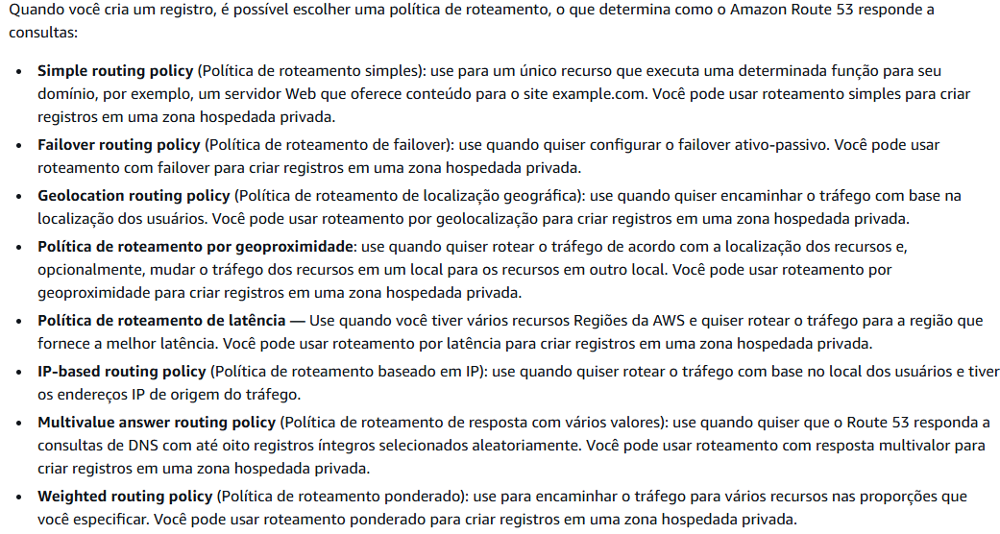 Quando você cria um registro, é possível escolher uma política de roteamento, o que determina como o Amazon Route 53 responde a
consultas:
• Simple routing policy (Política de roteamento simples): use para um único recurso que executa uma determinada função para seu
domínio, por exemplo, um servidor Web que oferece conteúdo para o site example.com. Você pode usar roteamento simples para criar
registros em uma zona hospedada privada.
• Failover routing policy (Política de roteamento de failover): use quando quiser configurar o failover ativo-passivo. Você pode usar
roteamento com failover para criar registros em uma zona hospedada privada.
• Geolocation routing policy (Política de roteamento de localização geográfica): use quando quiser encaminhar o tráfego com base na
localização dos usuários. Você pode usar roteamento por geolocalização para criar registros em uma zona hospedada privada.
• Política de roteamento por geoproximidade: use quando quiser rotear o tráfego de acordo com a localização dos recursos e,
opcionalmente, mudar o tráfego dos recursos em um local para os recursos em outro local. Você pode usar roteamento por
geoproximidade para criar registros em uma zona hospedada privada.
• Política de roteamento de latência — Use quando você tiver vários recursos Regiões da AWS e quiser rotear o tráfego para a região que
fornece a melhor latência. Você pode usar roteamento por latência para criar registros em uma zona hospedada privada.
• IP-based routing policy (Política de roteamento baseado em IP): use quando quiser rotear o tráfego com base no local dos usuários e tiver
os endereços IP de origem do tráfego.
• Multivalue answer routing policy (Política de roteamento de resposta com vários valores): use quando quiser que o Route 53 responda a
consultas de DNS com até oito registros íntegros selecionados aleatoriamente. Você pode usar roteamento com resposta multivalor para
criar registros em uma zona hospedada privada.
• Weighted routing policy (Política de roteamento ponderado): use para encaminhar o tráfego para vários recursos nas proporções que
você especificar. Você pode usar roteamento ponderado para criar registros em uma zona hospedada privada.